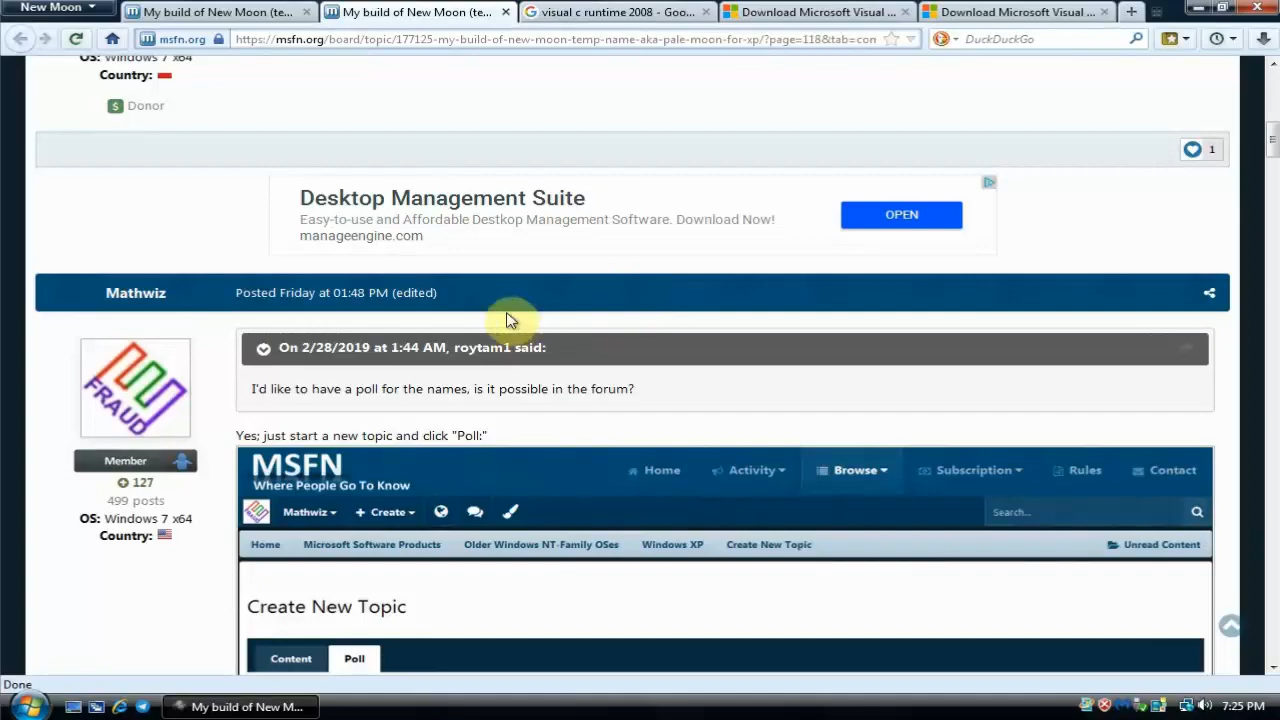 New Moon
My build of New Moon (te...
My build of New Moon (tem...
visual c runtime 2008 - Goo...
Download Microsoft Visual ...
Download Microsoft Visual ...
msfn.org
https://msfn.org/board/topic/177125-my-build-of-new-moon-temp-name-aka-pale-moon-for-xp/?page=118&tab=con
DuckDuckGo
OS: Windows 7 x64
Country:
$ Donor
1
Desktop Management Suite
Easy-to-use and Affordable Destkop Management Software. Download Now!
manageengine.com
OPEN
Mathwiz
Posted Friday at 01:48 PM (edited)
On 2/28/2019 at 1:44 AM, roytam1 said:
I'd like to have a poll for the names, is it possible in the forum?
FRAUD
Member
127
499 posts
OS: Windows 7 x64
Country:
Yes; just start a new topic and click "Poll:"
MSFN
Where People Go To Know
Home
Activity
Browse
Subscription
Rules
Contact
Mathwiz
+ Create
Search...
Home
Microsoft Software Products
Older Windows NT-Family OSes
Windows XP
Create New Topic
Unread Content
Create New Topic
Content
Poll
Done
My build of New M...
7:25 PM